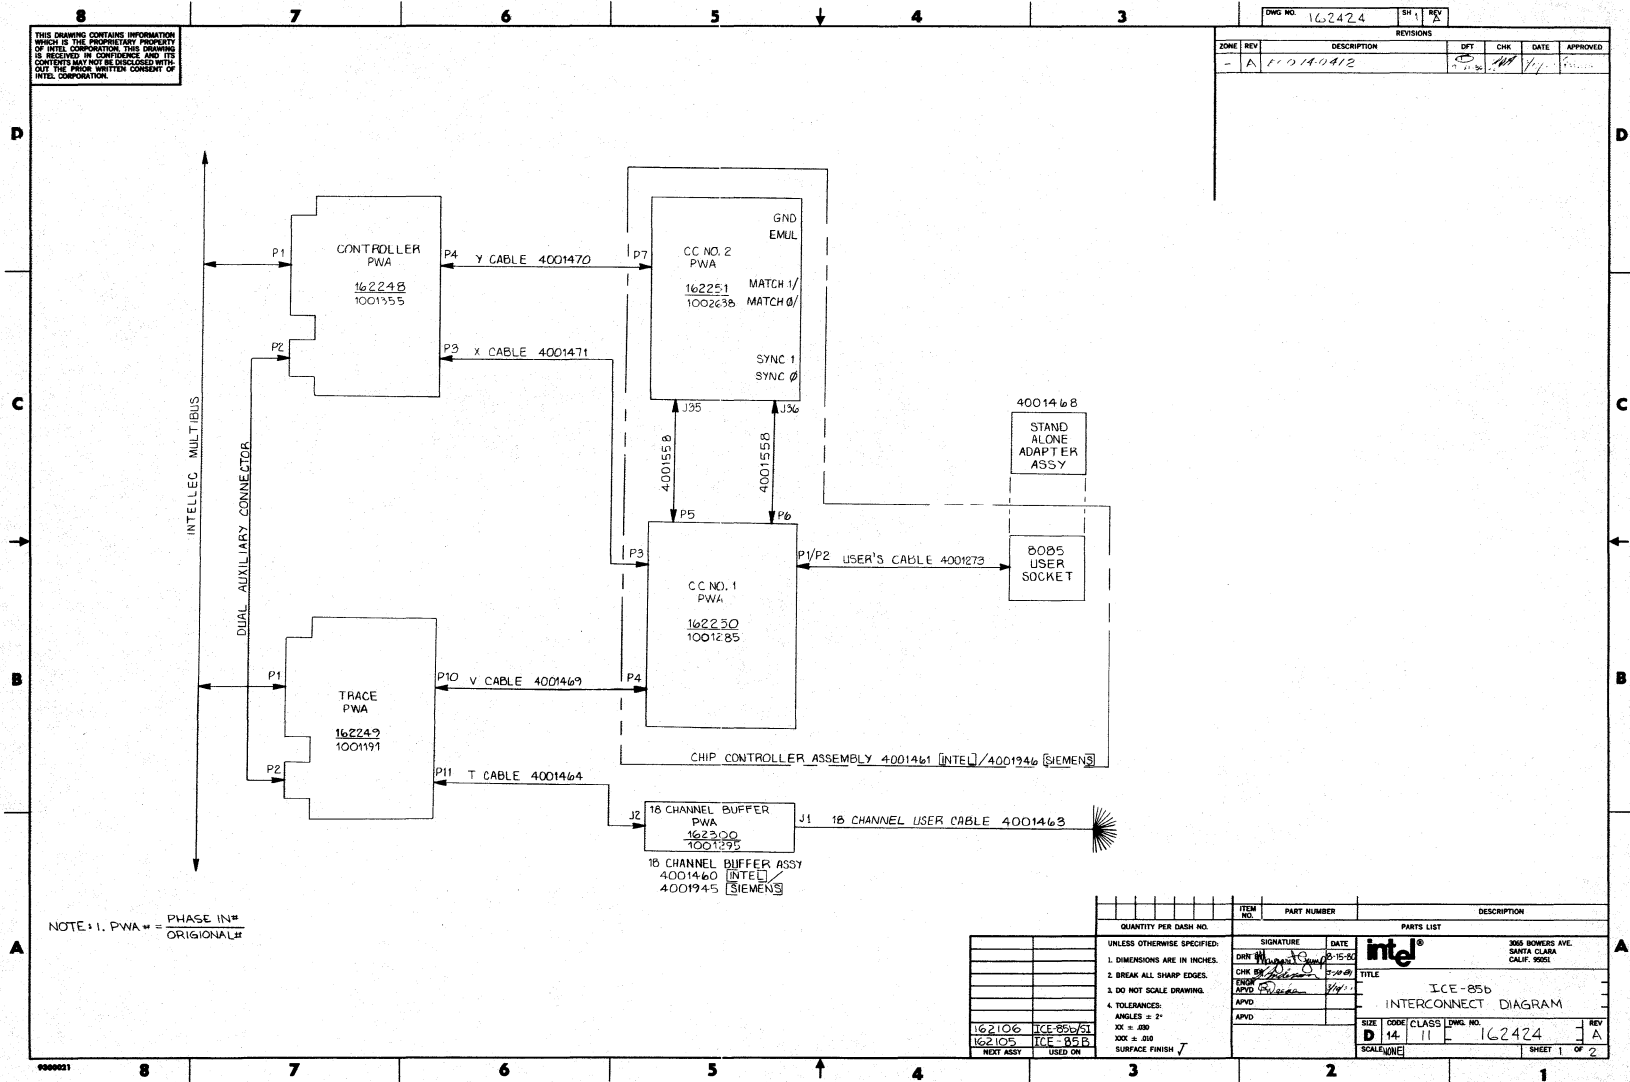 8 7 6 5 4 3
DWG NO. 162424 SH 1 REV A
THIS DRAWING CONTAINS INFORMATION
WHICH IS THE PROPRIETARY PROPERTY
OF INTEL CORPORATION. THIS DRAWING
IS RECEIVED IN CONFIDENCE AND ITS
CONTENTS MAY NOT BE DISCLOSED WITH-
OUT THE PRIOR WRITTEN CONSENT OF
INTEL CORPORATION.
REVISIONS
ZONE REV DESCRIPTION DFT CHK DATE APPROVED
- A
D D
GND
EMUL
P1
CONTROLLER
PWA
162248
1001355
P4 Y CABLE 4001470 P7
CC NO. 2
PWA
162251
1002638
MATCH 1/
MATCH Ø/
P2
P3 X CABLE 4001471
SYNC 1
SYNC Ø
C C
J35 J36
4001468
STAND
ALONE
ADAPTER
ASSY
INTELLEC MULTIBUS
DUAL AUXILIARY CONNECTOR
4001558
4001558
P5 P6
P3
P1/P2 USER'S CABLE 4001273
8085
USER
SOCKET
CC NO. 1
PWA
162250
1001285
B B
P1
P10 V CABLE 4001469 P4
TRACE
PWA
162249
1001191
P2
P11 T CABLE 4001464
CHIP CONTROLLER ASSEMBLY 4001461 INTEL/4001946 SIEMENS
J2
18 CHANNEL BUFFER
PWA
162300
1001295
J1 18 CHANNEL USER CABLE 4001463
18 CHANNEL BUFFER ASSY
4001460 INTEL/
4001945 SIEMENS
NOTE: 1. PWA # = PHASE IN#
ORIGIONAL#
A A
ITEM NO. PART NUMBER DESCRIPTION
QUANTITY PER DASH NO. PARTS LIST
UNLESS OTHERWISE SPECIFIED:
1. DIMENSIONS ARE IN INCHES.
2. BREAK ALL SHARP EDGES.
3. DO NOT SCALE DRAWING.
4. TOLERANCES:
ANGLES ± 2°
XX ± .030
XXX ± .010
SURFACE FINISH
SIGNATURE DATE
DRN BY 8-15-80
CHK BY
ENGR APVD
APVD
APVD
intel®
3065 BOWERS AVE.
SANTA CLARA
CALIF. 95051
TITLE
ICE-85b
INTERCONNECT DIAGRAM
SIZE D CODE 14 CLASS 11 DWG. NO. 162424 REV A
SCALE NONE SHEET 1 OF 2
162106 ICE-85b/SI
162105 ICE-85B
NEXT ASSY USED ON
9300021
8 7 6 5 4 3 2 1